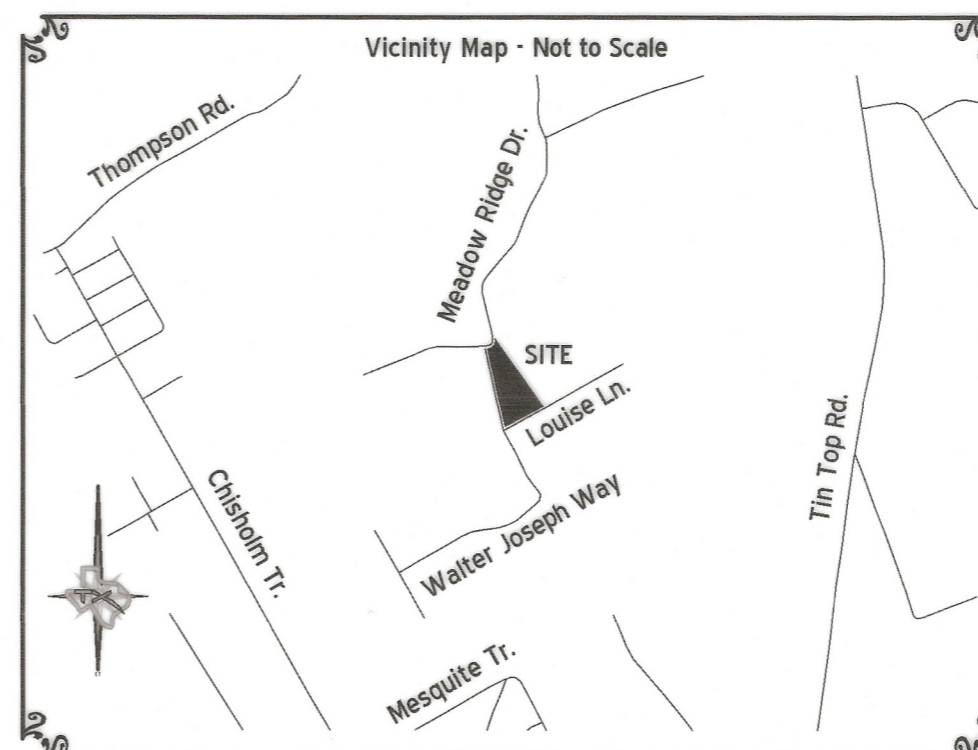 Vicinity Map - Not to Scale
Thompson Rd.
Meadow Ridge Dr.
SITE
Louise Ln.
Tin Top Rd.
Chisholm Tr.
Walter Joseph Way
TX
Mesquite Tr.